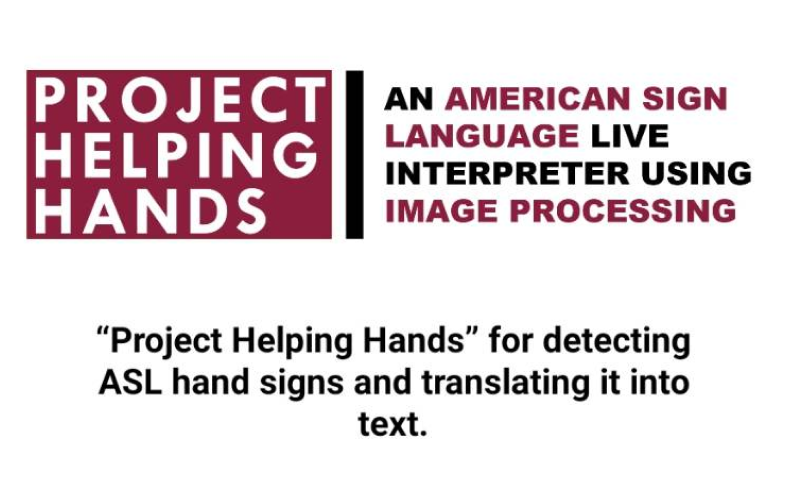 PROJECT
HELPING
HANDS
AN AMERICAN SIGN
LANGUAGE LIVE
INTERPRETER USING
IMAGE PROCESSING
“Project Helping Hands” for detecting
ASL hand signs and translating it into
text.